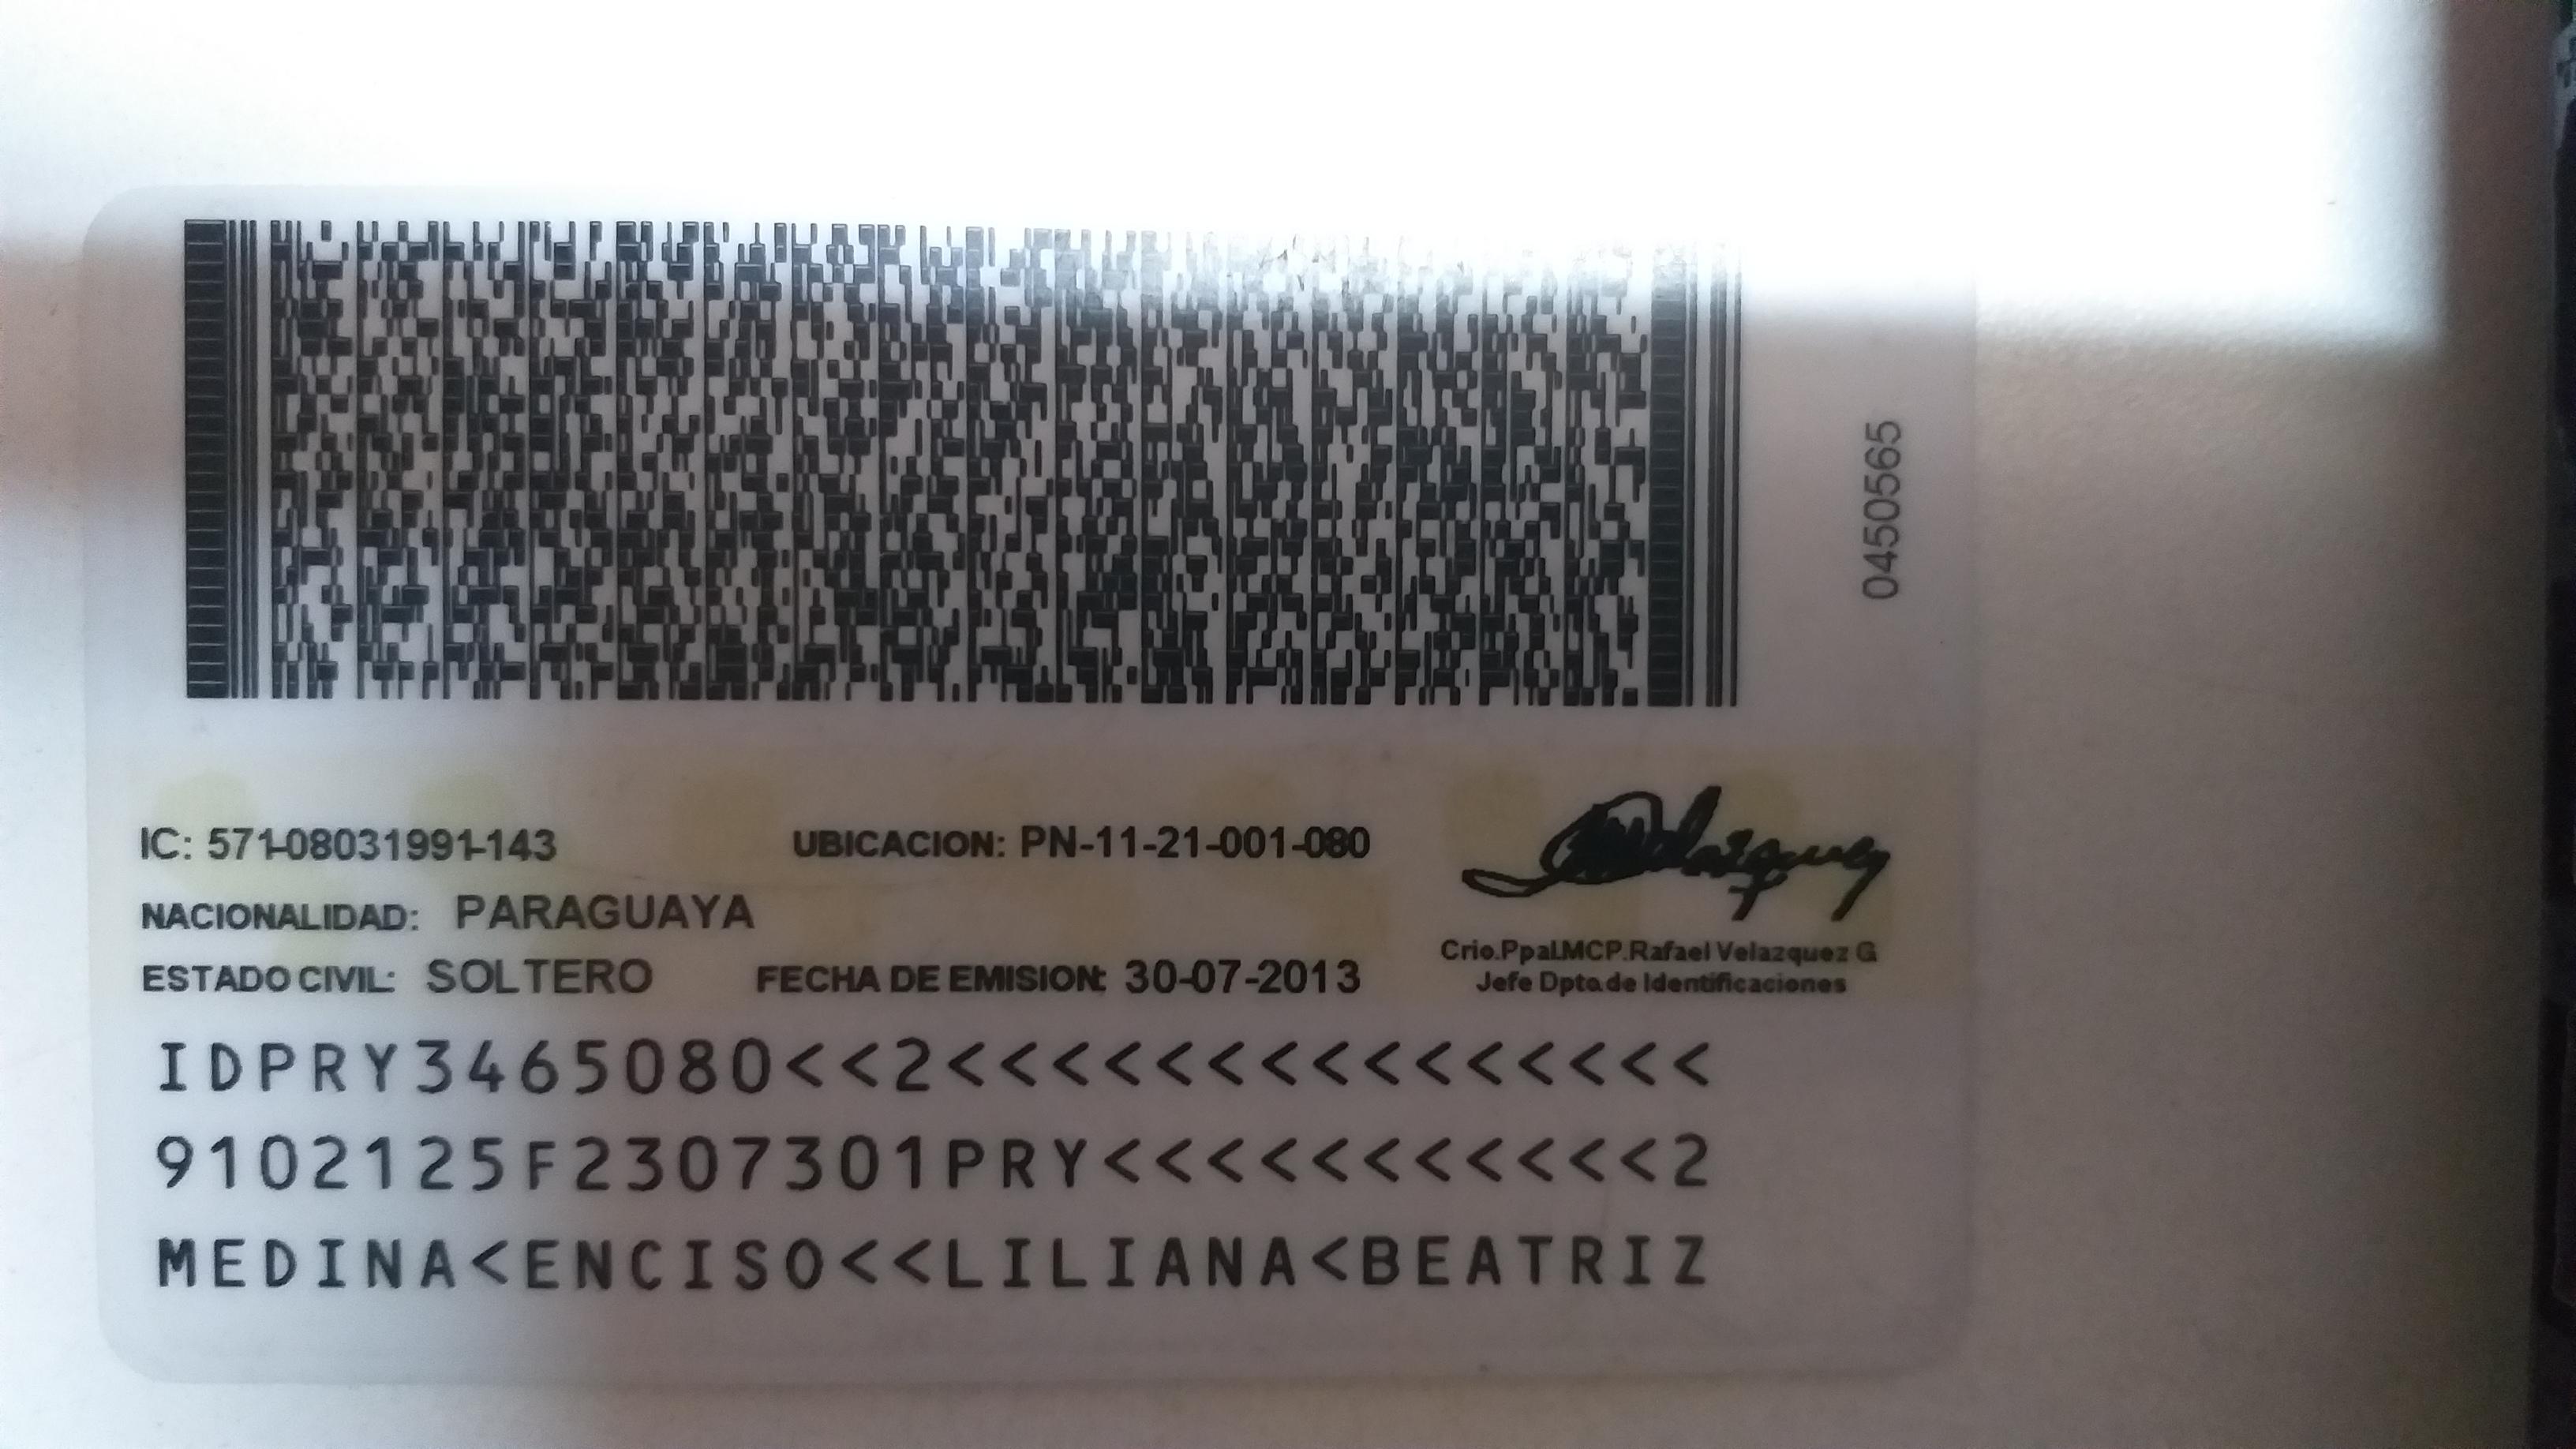 0450565
IC: 571-08031991-143 UBICACION: PN-11-21-001-080
NACIONALIDAD: PARAGUAYA
ESTADO CIVIL: SOLTERO FECHA DE EMISION: 30-07-2013
Crio.Ppal.MCP.Rafael Velazquez G
Jefe Dpto.de Identificaciones
IDPRY3465080<<2<<<<<<<<<<<<<<<
9102125F2307301PRY<<<<<<<<<<<2
MEDINA<ENCISO<<LILIANA<BEATRIZ